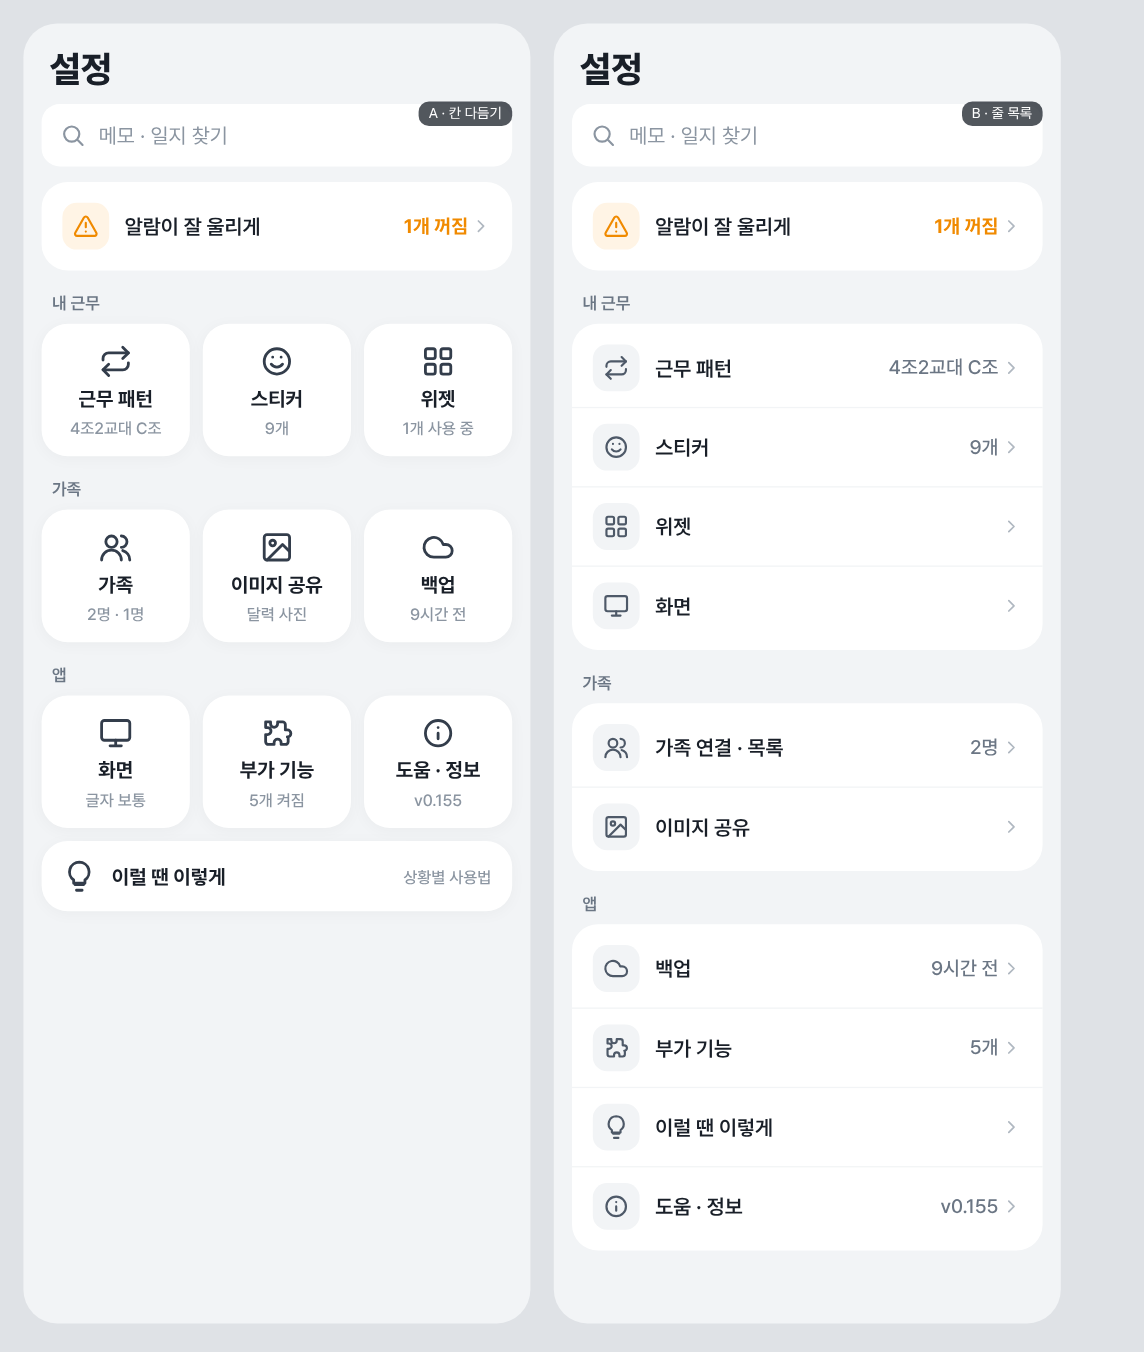 설정
A · 칸 다듬기
메모 · 일지 찾기
알람이 잘 울리게
1개 꺼짐
내 근무
근무 패턴
4조2교대 C조
스티커
9개
위젯
1개 사용 중
가족
가족
2명 · 1명
이미지 공유
달력 사진
백업
9시간 전
앱
화면
글자 보통
부가 기능
5개 켜짐
도움 · 정보
v0.155
이럴 땐 이렇게
상황별 사용법
설정
B · 줄 목록
메모 · 일지 찾기
알람이 잘 울리게
1개 꺼짐
내 근무
근무 패턴
4조2교대 C조
스티커
9개
위젯
화면
가족
가족 연결 · 목록
2명
이미지 공유
앱
백업
9시간 전
부가 기능
5개
이럴 땐 이렇게
도움 · 정보
v0.155